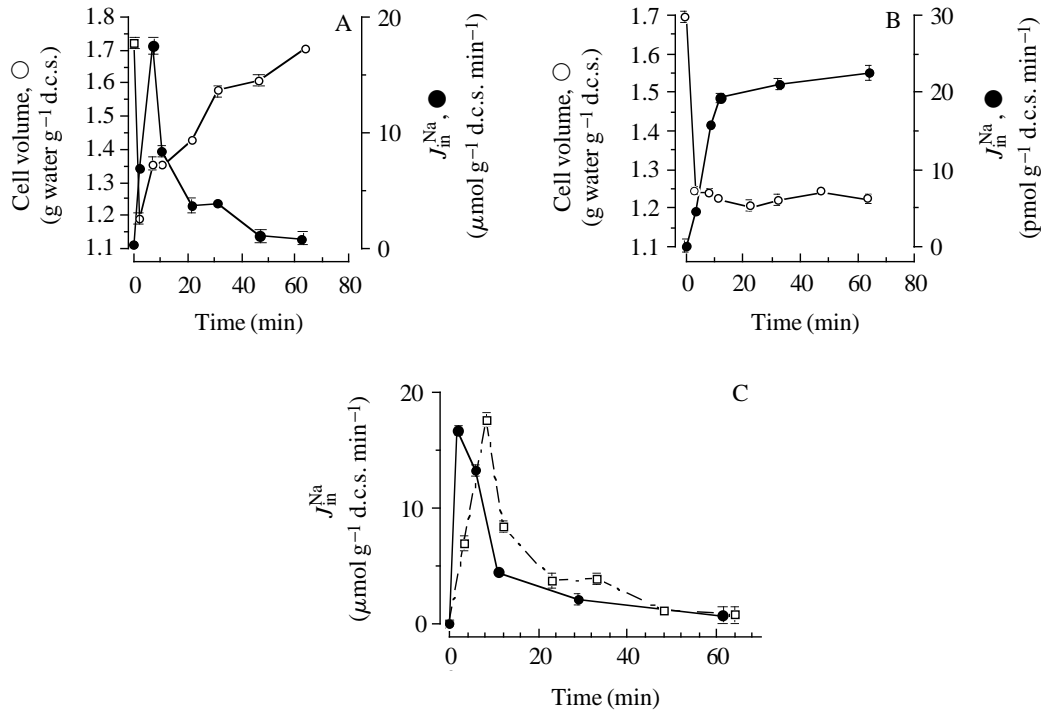 A
Cell volume, ○
(g water g⁻¹ d.c.s.)
1.8
1.7
1.6
1.5
1.4
1.3
1.2
1.1
20
10
0
J_in^Na, ●
(μmol g⁻¹ d.c.s. min⁻¹)
0 20 40 60 80
Time (min)
B
Cell volume, ○
(g water g⁻¹ d.c.s.)
1.7
1.6
1.5
1.4
1.3
1.2
1.1
30
20
10
0
J_in^Na, ●
(pmol g⁻¹ d.c.s. min⁻¹)
0 20 40 60 80
Time (min)
C
J_in^Na
(μmol g⁻¹ d.c.s. min⁻¹)
20
10
0
0 20 40 60
Time (min)